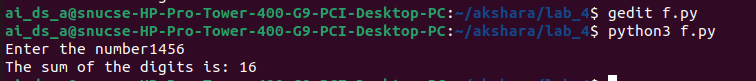 ai_ds_a@snucse-HP-Pro-Tower-400-G9-PCI-Desktop-PC:~/akshara/lab_4$ gedit f.py
ai_ds_a@snucse-HP-Pro-Tower-400-G9-PCI-Desktop-PC:~/akshara/lab_4$ python3 f.py
Enter the number1456
The sum of the digits is: 16